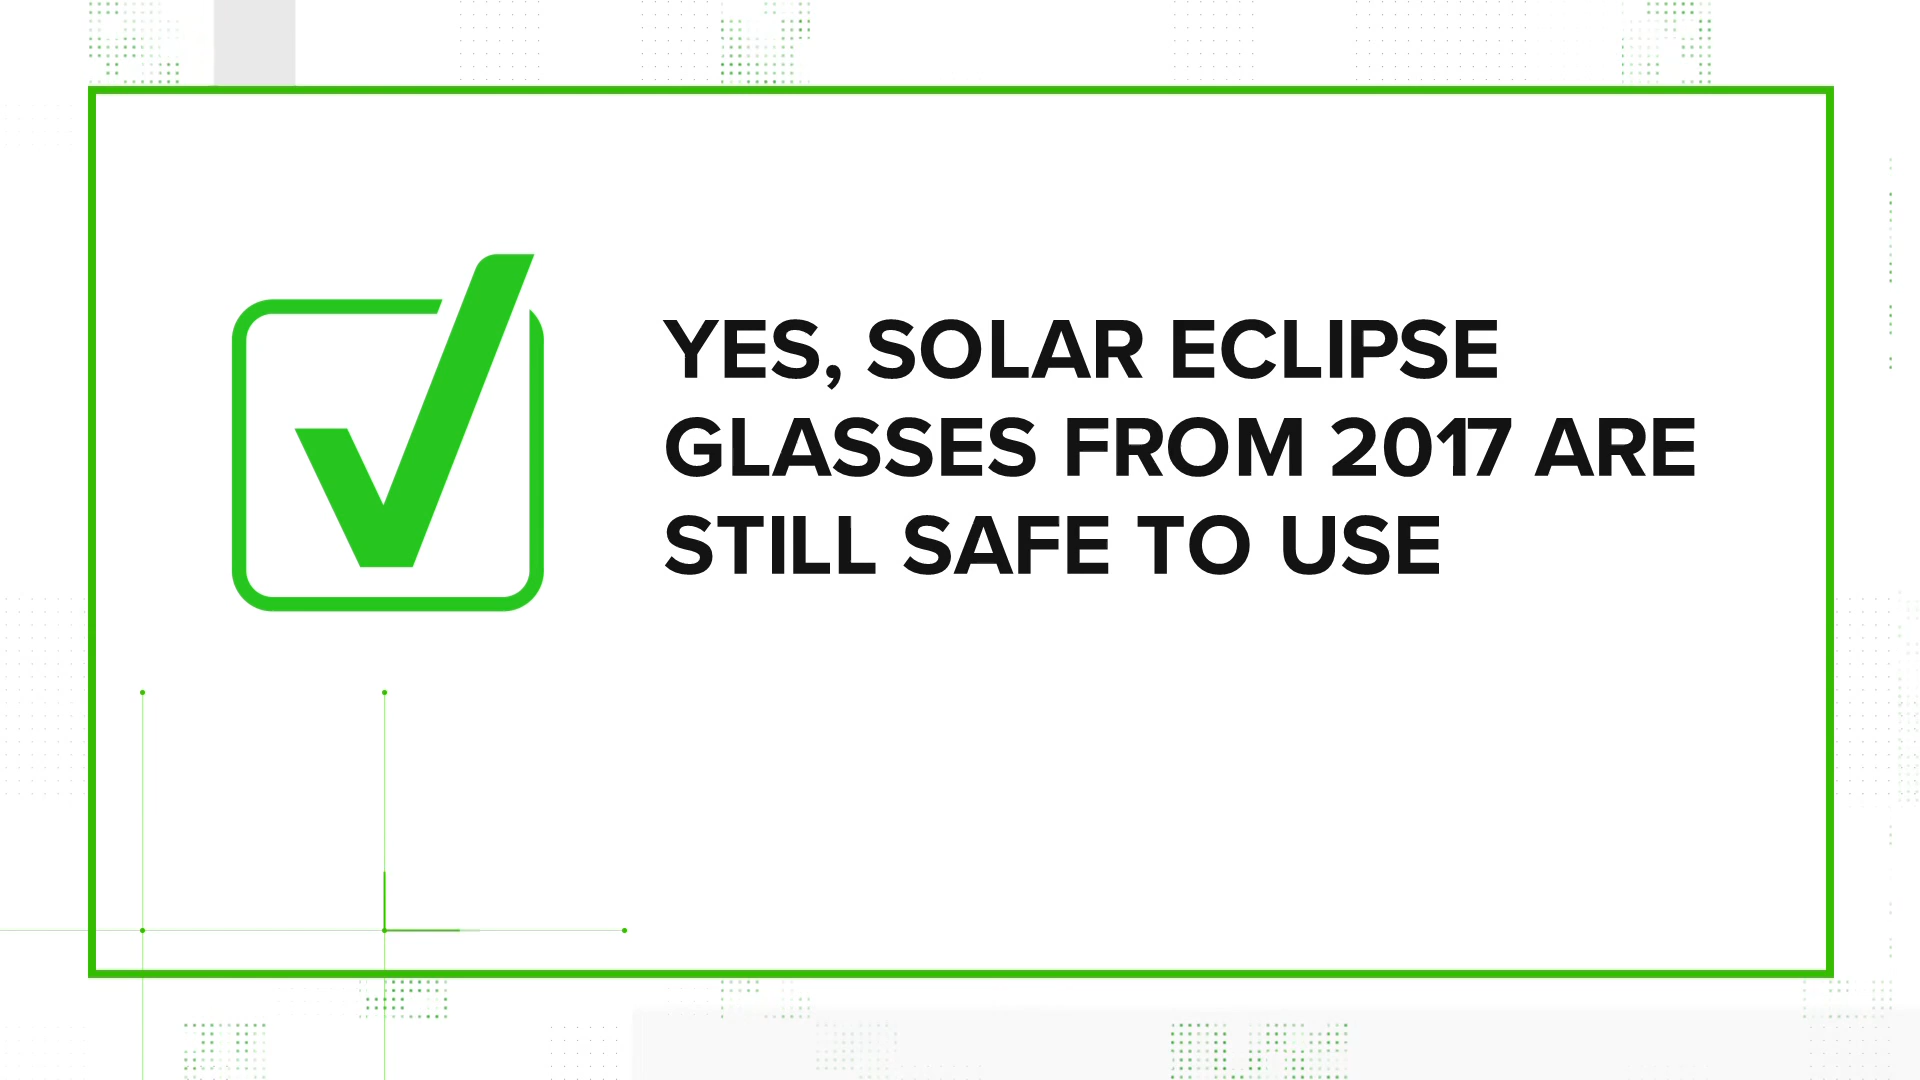 YES, SOLAR ECLIPSE
GLASSES FROM 2017 ARE
STILL SAFE TO USE